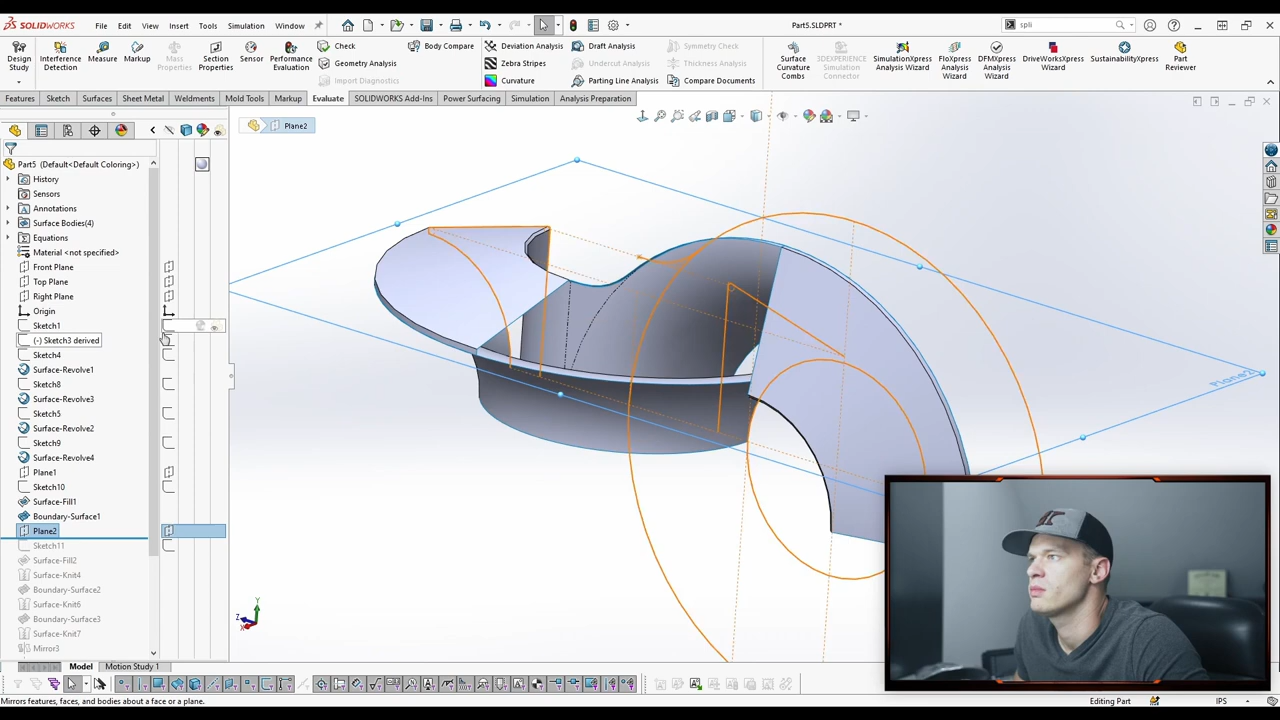 SOLIDWORKS File Edit View Insert Tools Simulation Window Part5.SLDPRT * spli
Design Study
Interference Detection
Measure
Markup
Mass Properties
Section Properties
Sensor
Performance Evaluation
Check
Geometry Analysis
Import Diagnostics
Body Compare
Deviation Analysis
Zebra Stripes
Curvature
Draft Analysis
Undercut Analysis
Parting Line Analysis
Symmetry Check
Thickness Analysis
Compare Documents
Surface Curvature Combs
3DEXPERIENCE Simulation Connector
SimulationXpress Analysis Wizard
FloXpress Analysis Wizard
DFMXpress Analysis Wizard
DriveWorksXpress Wizard
SustainabilityXpress
Part Reviewer
Features Sketch Surfaces Sheet Metal Weldments Mold Tools Markup Evaluate SOLIDWORKS Add-Ins Power Surfacing Simulation Analysis Preparation
Plane2
Part5 (Default<Default Coloring>)
History
Sensors
Annotations
Surface Bodies(4)
Equations
Material <not specified>
Front Plane
Top Plane
Right Plane
Origin
Sketch1
(-) Sketch3 derived
Sketch4
Surface-Revolve1
Sketch8
Surface-Revolve3
Sketch5
Surface-Revolve2
Sketch9
Surface-Revolve4
Plane1
Sketch10
Surface-Fill1
Boundary-Surface1
Plane2
Sketch11
Surface-Fill2
Surface-Knit4
Boundary-Surface2
Surface-Knit6
Boundary-Surface3
Surface-Knit7
Mirror3
Plane2
Y
Z
X
Model Motion Study 1
Mirrors features, faces, and bodies about a face or a plane. Editing Part IPS